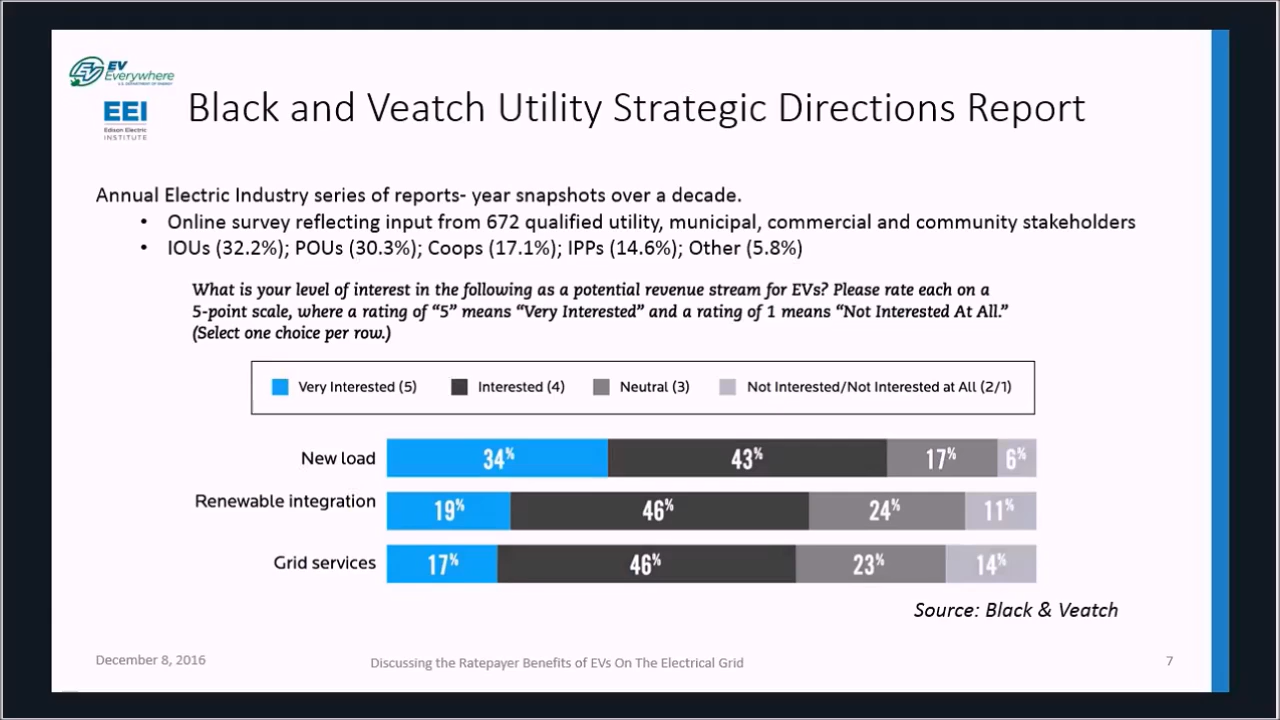 EV
Everywhere
U.S. DEPARTMENT OF ENERGY
EEI
Edison Electric
INSTITUTE
Black and Veatch Utility Strategic Directions Report
Annual Electric Industry series of reports- year snapshots over a decade.
• Online survey reflecting input from 672 qualified utility, municipal, commercial and community stakeholders
• IOUs (32.2%); POUs (30.3%); Coops (17.1%); IPPs (14.6%); Other (5.8%)
What is your level of interest in the following as a potential revenue stream for EVs? Please rate each on a
5-point scale, where a rating of “5” means “Very Interested” and a rating of 1 means “Not Interested At All.”
(Select one choice per row.)
Very Interested (5) Interested (4) Neutral (3) Not Interested/Not Interested at All (2/1)
New load 34% 43% 17% 6%
Renewable integration 19% 46% 24% 11%
Grid services 17% 46% 23% 14%
Source: Black & Veatch
December 8, 2016 Discussing the Ratepayer Benefits of EVs On The Electrical Grid 7